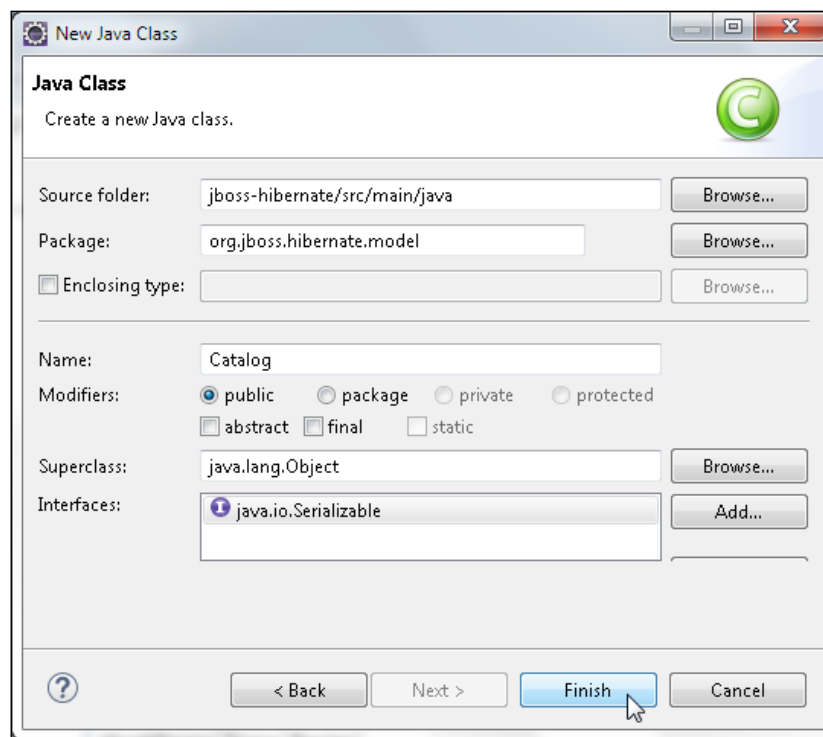 New Java Class
Java Class
Create a new Java class.
Source folder: jboss-hibernate/src/main/java Browse...
Package: org.jboss.hibernate.model Browse...
Enclosing type: Browse...
Name: Catalog
Modifiers: public package private protected
abstract final static
Superclass: java.lang.Object Browse...
Interfaces: java.io.Serializable Add...
< Back Next > Finish Cancel